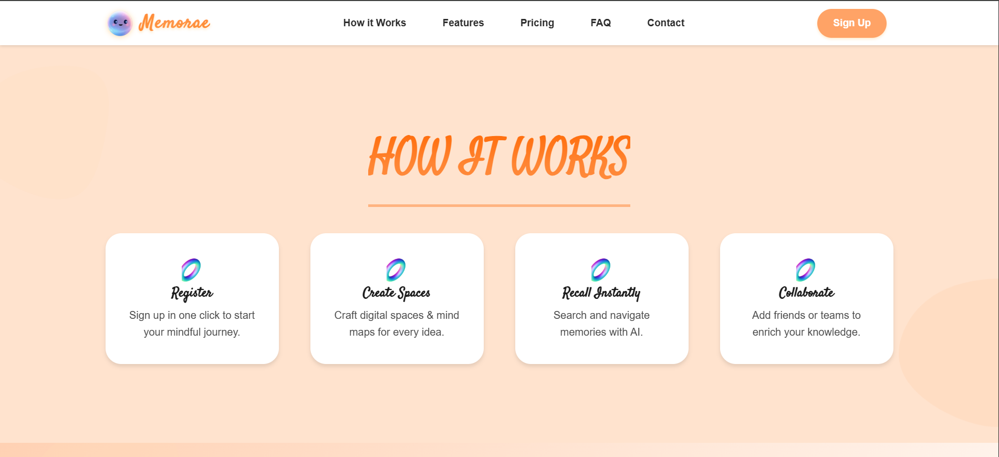 Memorae
How it Works
Features
Pricing
FAQ
Contact
Sign Up
HOW IT WORKS
Register
Sign up in one click to start
your mindful journey.
Create Spaces
Craft digital spaces & mind
maps for every idea.
Recall Instantly
Search and navigate
memories with AI.
Collaborate
Add friends or teams to
enrich your knowledge.